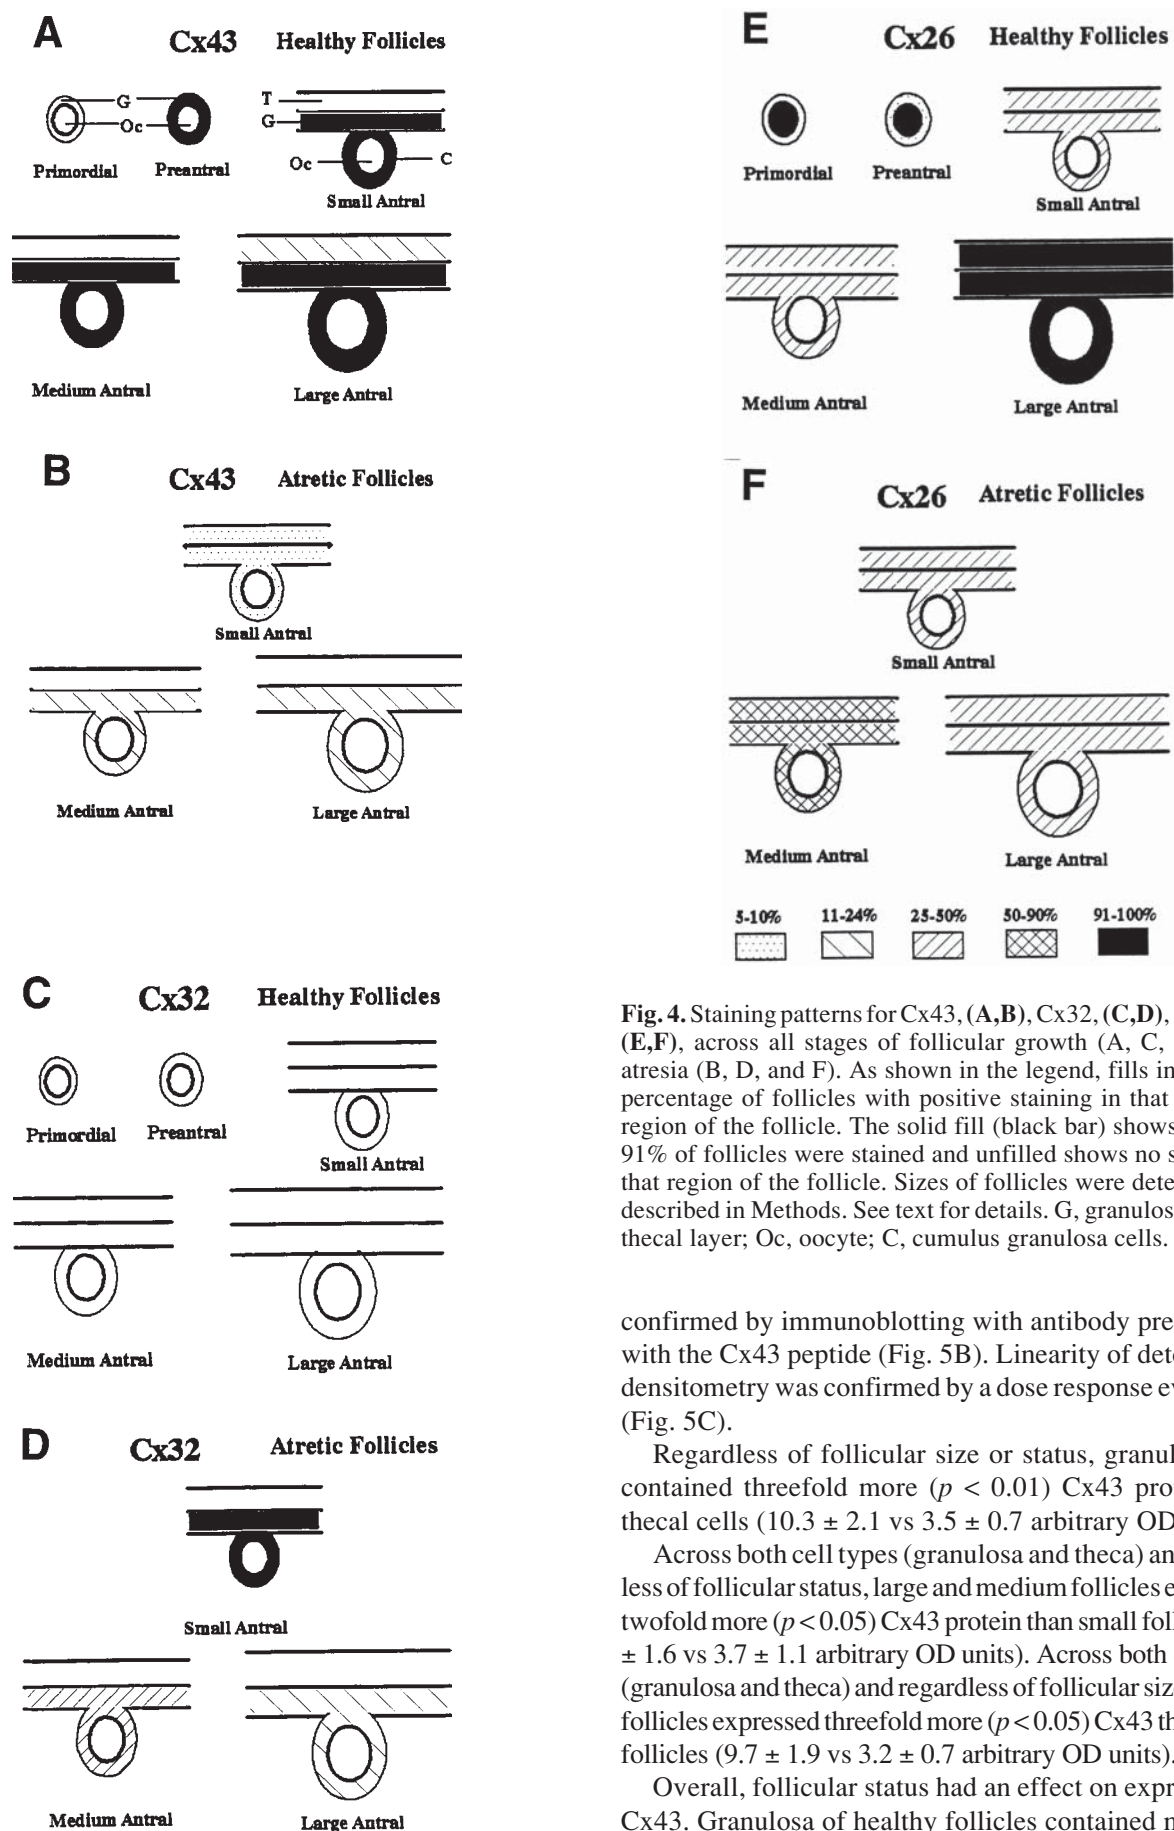 A
Cx43 Healthy Follicles
G
Oc
Primordial Preantral
T
G
Oc C
Small Antral
Medium Antral Large Antral
B
Cx43 Atretic Follicles
Small Antral
Medium Antral Large Antral
C
Cx32 Healthy Follicles
Primordial Preantral
Small Antral
Medium Antral Large Antral
D
Cx32 Atretic Follicles
Small Antral
Medium Antral Large Antral
E
Cx26 Healthy Follicles
Primordial Preantral
Small Antral
Medium Antral Large Antral
F
Cx26 Atretic Follicles
Small Antral
Medium Antral Large Antral
5-10% 11-24% 25-50% 50-90% 91-100%
Fig. 4. Staining patterns for Cx43, (A,B), Cx32, (C,D),
(E,F), across all stages of follicular growth (A, C,
atresia (B, D, and F). As shown in the legend, fills in
percentage of follicles with positive staining in that
region of the follicle. The solid fill (black bar) shows
91% of follicles were stained and unfilled shows no s
that region of the follicle. Sizes of follicles were dete
described in Methods. See text for details. G, granulos
thecal layer; Oc, oocyte; C, cumulus granulosa cells.
confirmed by immunoblotting with antibody pre
with the Cx43 peptide (Fig. 5B). Linearity of dete
densitometry was confirmed by a dose response ev
(Fig. 5C).
Regardless of follicular size or status, granul
contained threefold more (p < 0.01) Cx43 pro
thecal cells (10.3 ± 2.1 vs 3.5 ± 0.7 arbitrary OD
Across both cell types (granulosa and theca) an
less of follicular status, large and medium follicles e
twofold more (p < 0.05) Cx43 protein than small foll
± 1.6 vs 3.7 ± 1.1 arbitrary OD units). Across both
(granulosa and theca) and regardless of follicular siz
follicles expressed threefold more (p < 0.05) Cx43 th
follicles (9.7 ± 1.9 vs 3.2 ± 0.7 arbitrary OD units).
Overall, follicular status had an effect on expr
Cx43. Granulosa of healthy follicles contained m